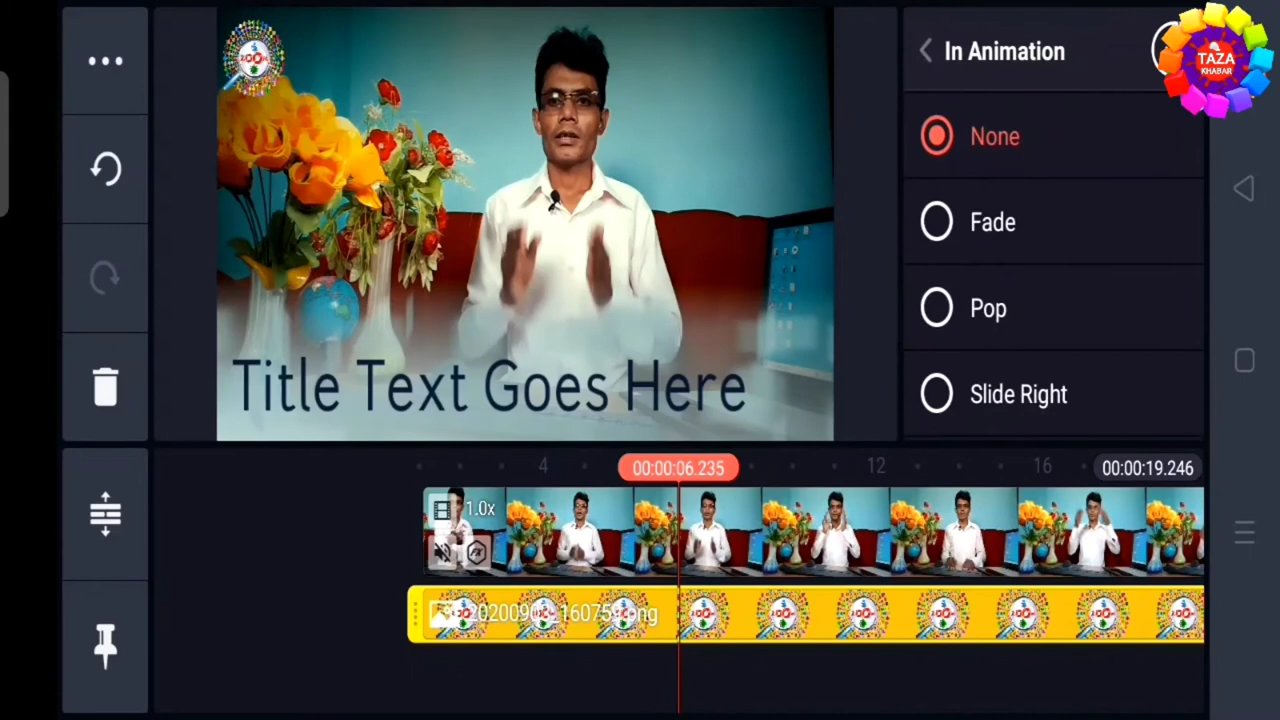 In Animation
TAZA
KHABAR
None
Fade
Pop
Slide Right
Title Text Goes Here
4
00:00:06.235
12
16
00:00:19.246
1.0x